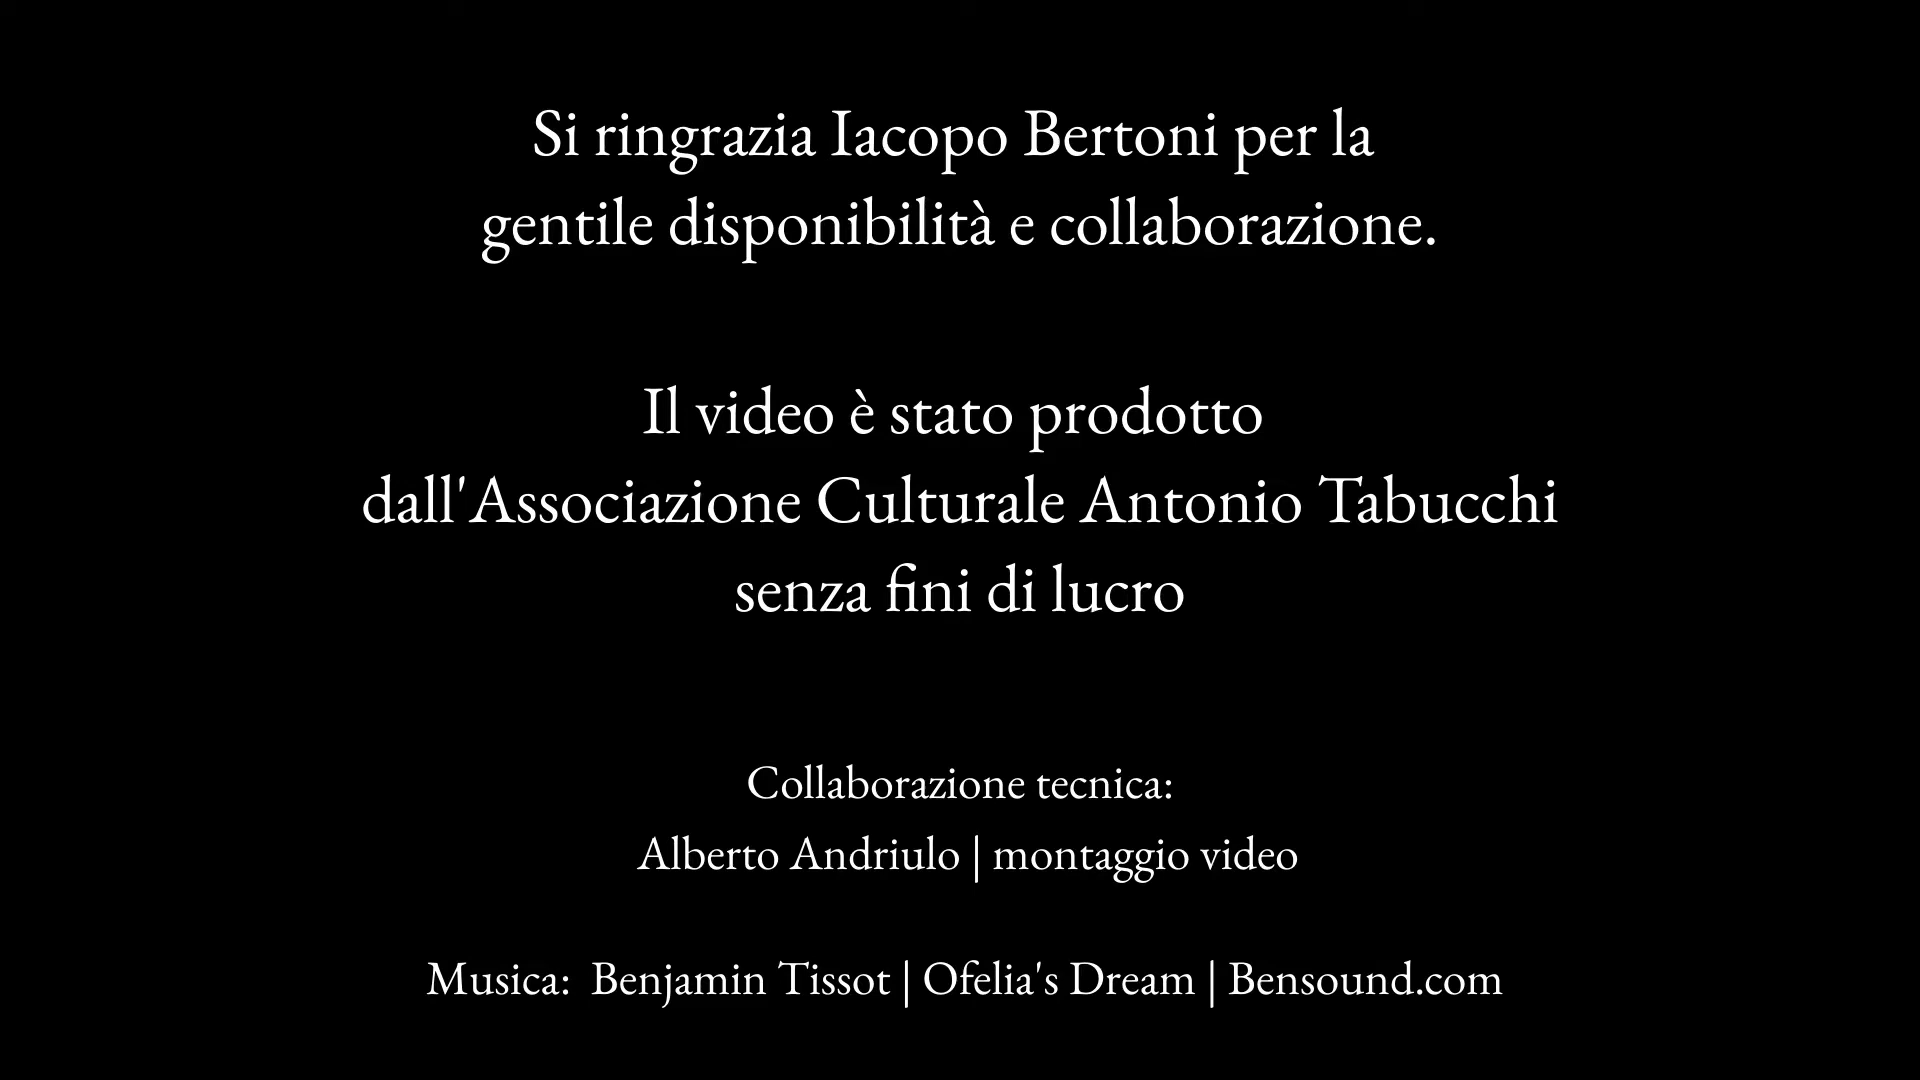 Si ringrazia Iacopo Bertoni per la
gentile disponibilità e collaborazione.
Il video è stato prodotto
dall'Associazione Culturale Antonio Tabucchi
senza fini di lucro
Collaborazione tecnica:
Alberto Andriulo | montaggio video
Musica:  Benjamin Tissot | Ofelia's Dream | Bensound.com